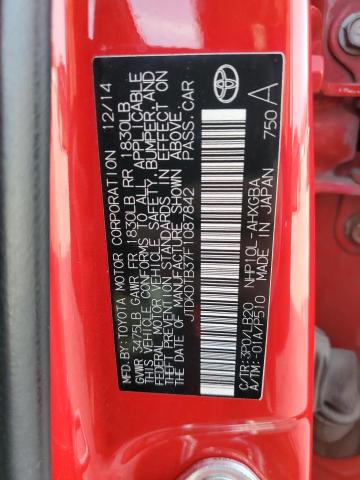 MFD. BY: TOYOTA MOTOR CORPORATION 12/14
GVWR 3475LB GAWR FR 1830LB RR 1830LB
THIS VEHICLE CONFORMS TO ALL APPLICABLE
FEDERAL MOTOR VEHICLE SAFETY, BUMPER, AND
THEFT PREVENTION STANDARDS IN EFFECT ON
THE DATE OF MANUFACTURE SHOWN ABOVE.
JTDKDTB37F1087842 PASS. CAR
C/TR: 3P0/LB20 NHP10L-AHXGBA
A/TM: -01A/P510 MADE IN JAPAN 750 A
TOYOTA